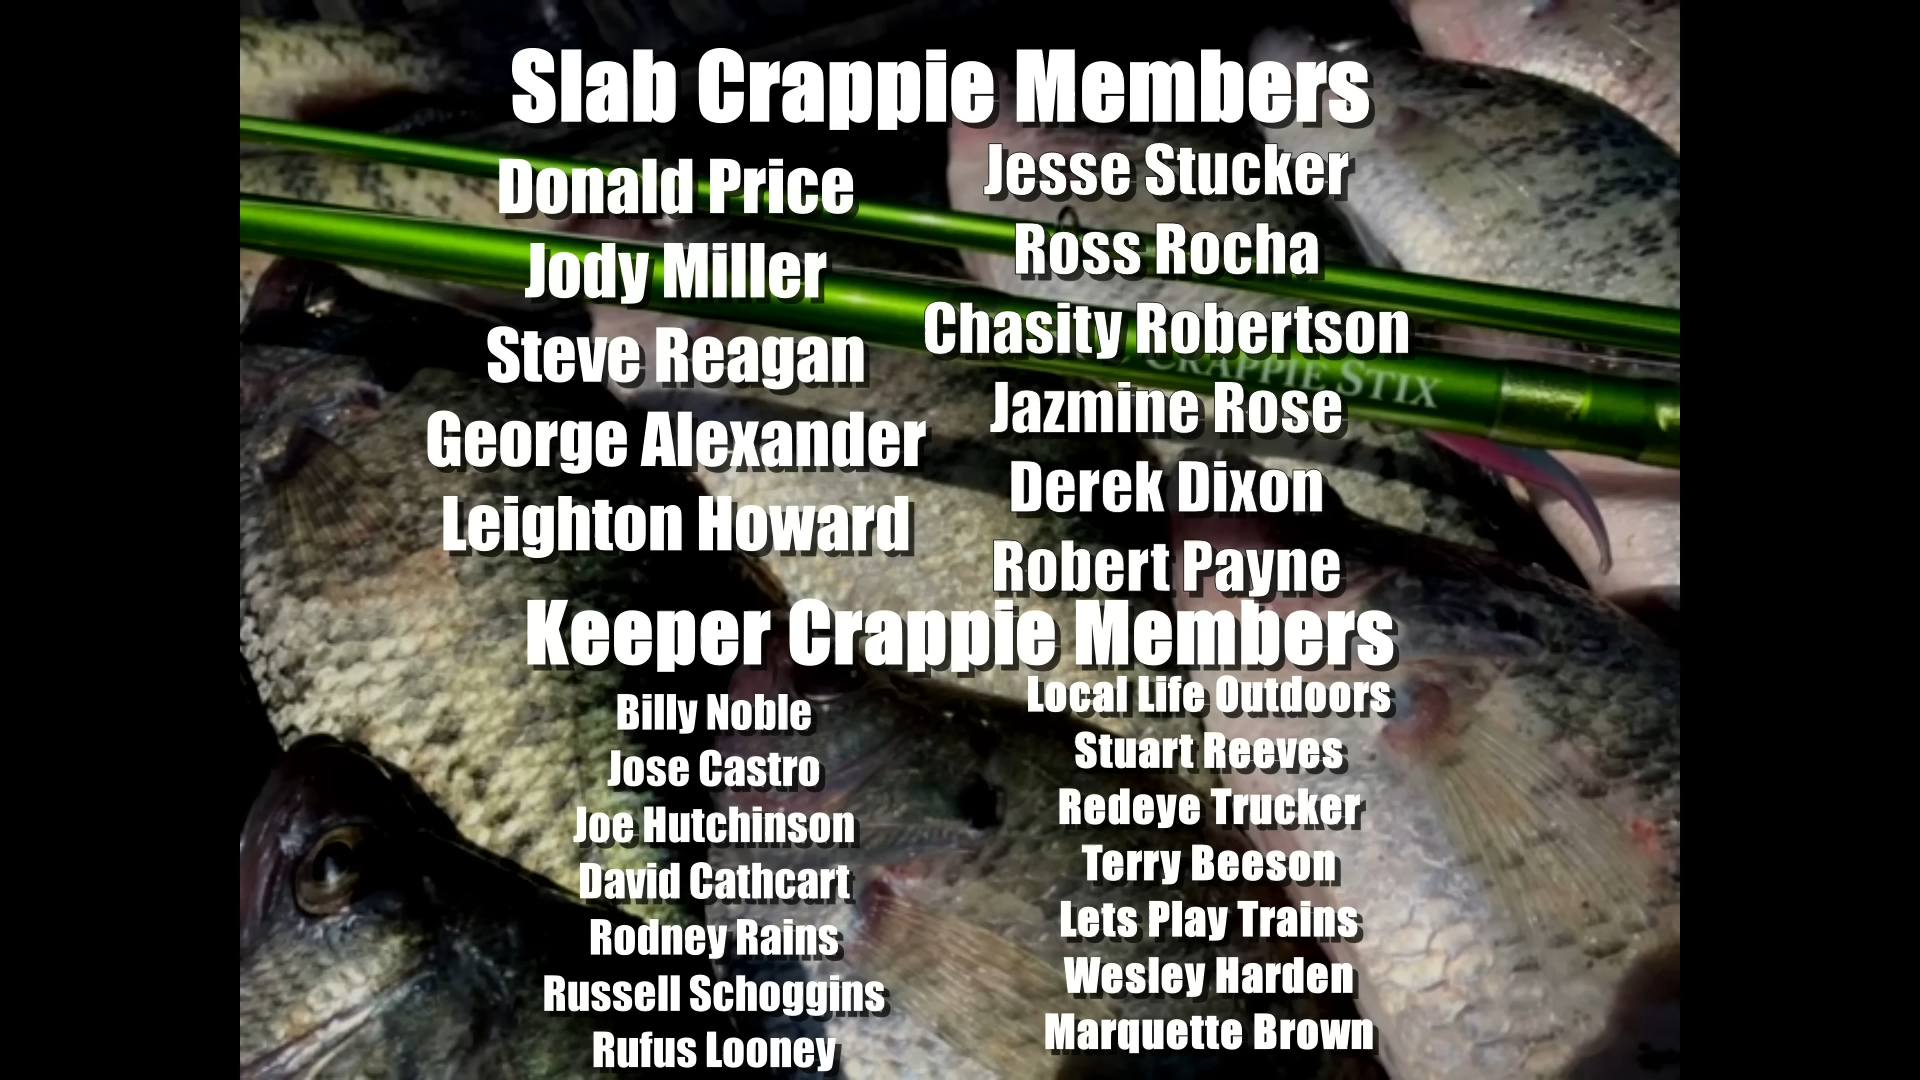 Slab Crappie Members
Donald Price
Jody Miller
Steve Reagan
George Alexander
Leighton Howard
Jesse Stucker
Ross Rocha
Chasity Robertson
Jazmine Rose
Derek Dixon
Robert Payne
CRAPPIE STIX
Keeper Crappie Members
Billy Noble
Jose Castro
Joe Hutchinson
David Cathcart
Rodney Rains
Russell Schoggins
Rufus Looney
Local Life Outdoors
Stuart Reeves
Redeye Trucker
Terry Beeson
Lets Play Trains
Wesley Harden
Marquette Brown